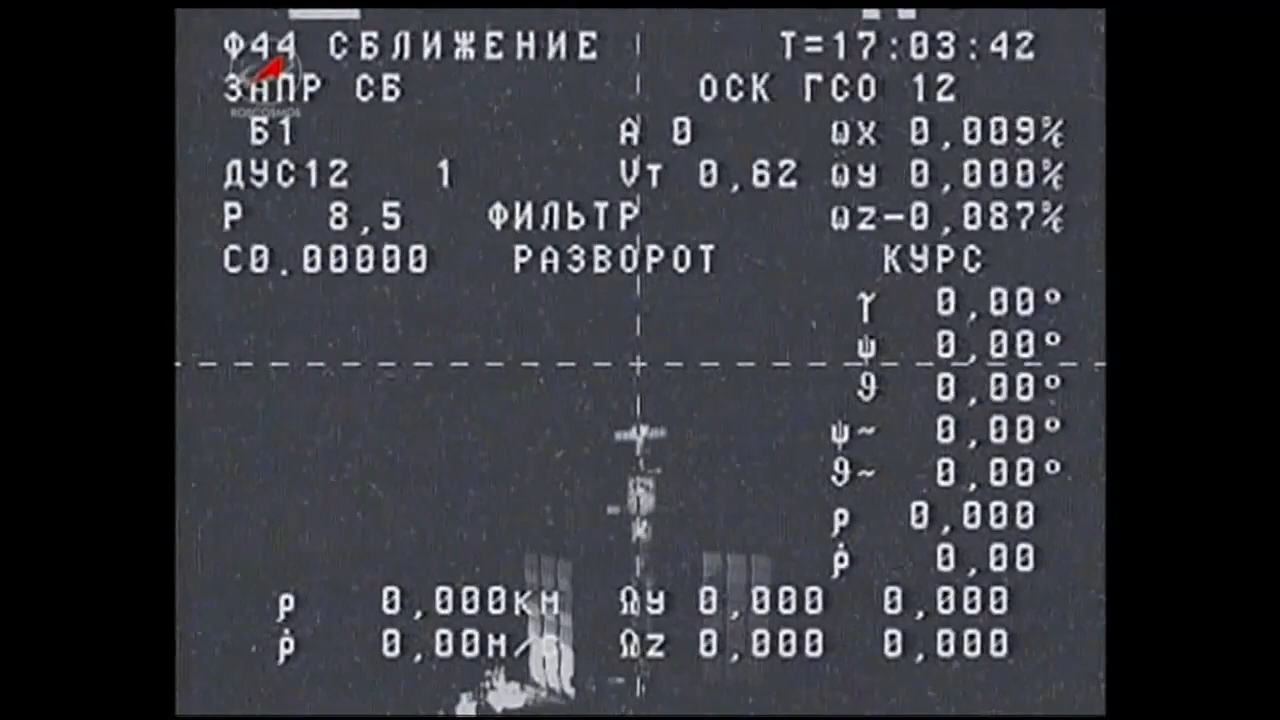 Ф44 СБЛИЖЕНИЕ T=17:03:42
ЗАПР СБ ОСК ГСО 12
Б1 А 0 ωX 0,009%
ДУС12 1 Vт 0,62 ωУ 0,000%
Р 8,5 ФИЛЬТР ωZ-0,087%
С0.00000 РАЗВОРОТ КУРС
γ 0,00°
ψ 0,00°
ϑ 0,00°
ψ~ 0,00°
ϑ~ 0,00°
ρ 0,000
ρ̇ 0,00
ρ 0,000КМ ΩУ 0,000 0,000
ρ̇ 0,00М/С ΩZ 0,000 0,000
ROSCOSMOS